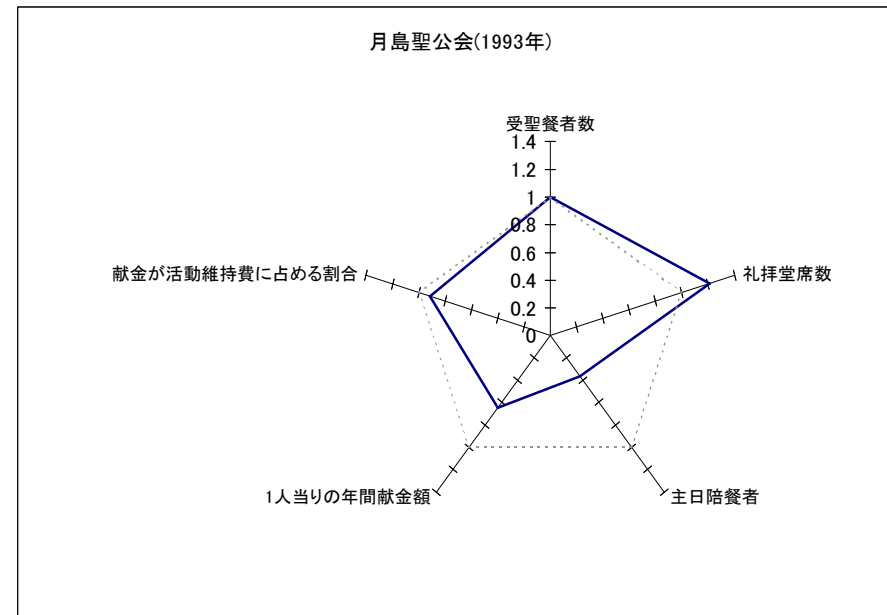 月島聖公会(1993年)
受聖餐者数
1.4
1.2
1
0.8
0.6
0.4
0.2
0
献金が活動維持費に占める割合
礼拝堂席数
1人当りの年間献金額
主日陪餐者